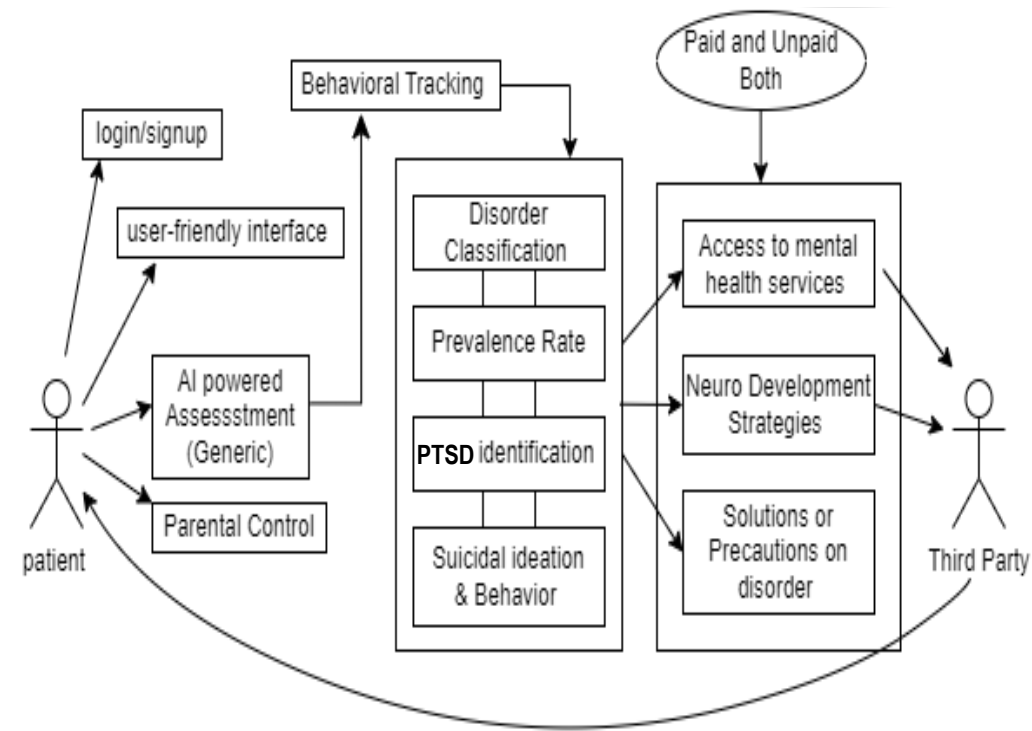 Paid and Unpaid
Both
Behavioral Tracking
login/signup
user-friendly interface
AI powered
Assessstment
(Generic)
Parental Control
patient
Disorder
Classification
Prevalence Rate
PTSD identification
Suicidal ideation
& Behavior
Access to mental
health services
Neuro Development
Strategies
Solutions or
Precautions on
disorder
Third Party